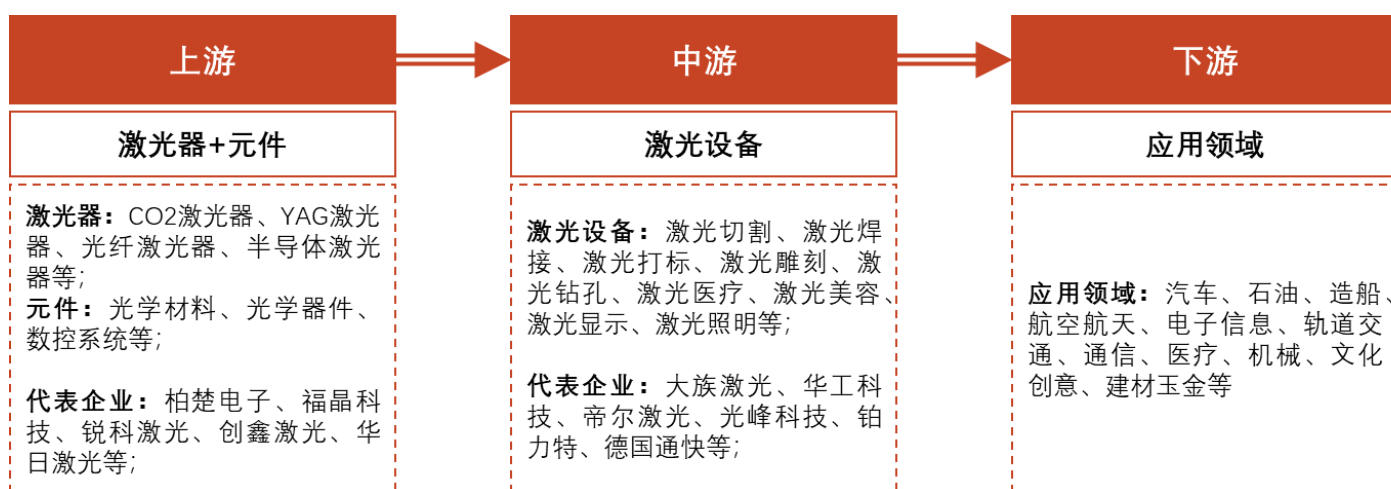 上游
激光器+元件
激光器：CO2激光器、YAG激光
器、光纤激光器、半导体激光
器等;
元件：光学材料、光学器件、
数控系统等;
代表企业：柏楚电子、福晶科
技、锐科激光、创鑫激光、华
日激光等;
中游
激光设备
激光设备：激光切割、激光焊
接、激光打标、激光雕刻、激
光钻孔、激光医疗、激光美容、
激光显示、激光照明等;
代表企业：大族激光、华工科
技、帝尔激光、光峰科技、铂
力特、德国通快等;
下游
应用领域
应用领域：汽车、石油、造船、
航空航天、电子信息、轨道交
通、通信、医疗、机械、文化
创意、建材玉金等